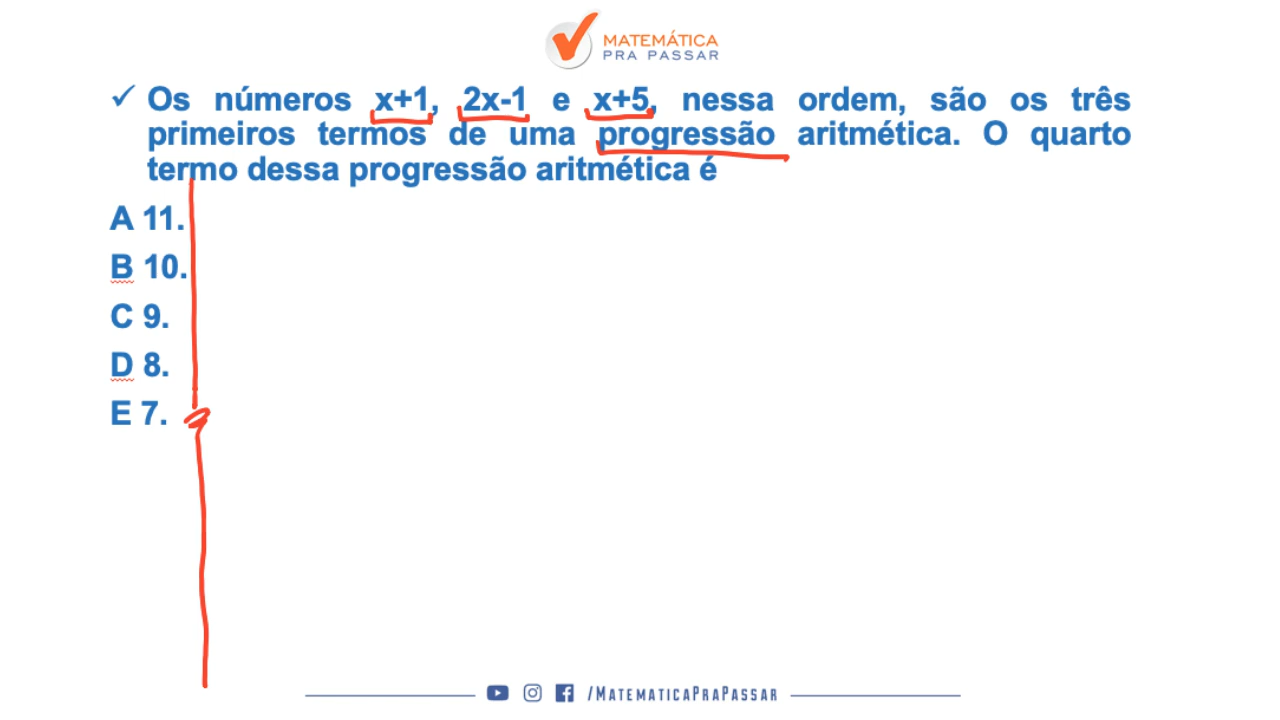 MATEMÁTICA
PRA PASSAR
✓ Os números x+1, 2x-1 e x+5, nessa ordem, são os três
primeiros termos de uma progressão aritmética. O quarto
termo dessa progressão aritmética é
A 11.
B 10.
C 9.
D 8.
E 7.
/MATEMATICAPRAPASSAR